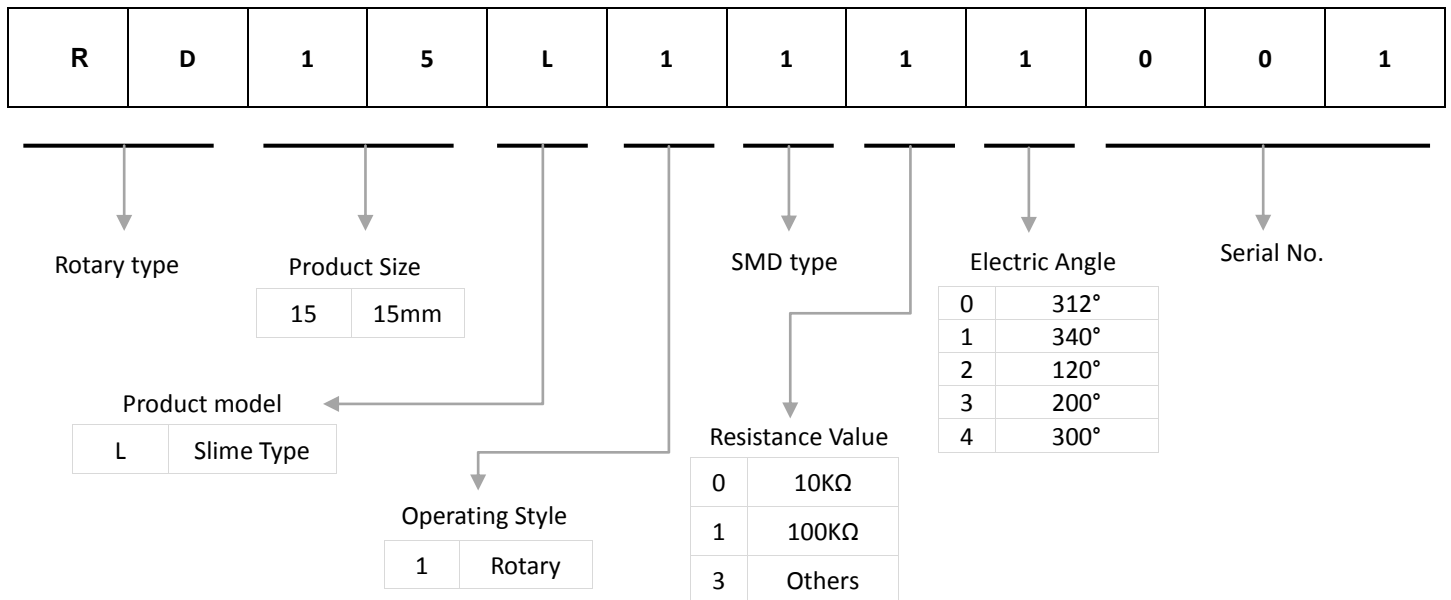 R D 1 5 L 1 1 1 1 0 0 1
Rotary type
Product Size
15 15mm
SMD type
Electric Angle
0 312°
1 340°
2 120°
3 200°
4 300°
Serial No.
Product model
L Slime Type
Operating Style
1 Rotary
Resistance Value
0 10KΩ
1 100KΩ
3 Others